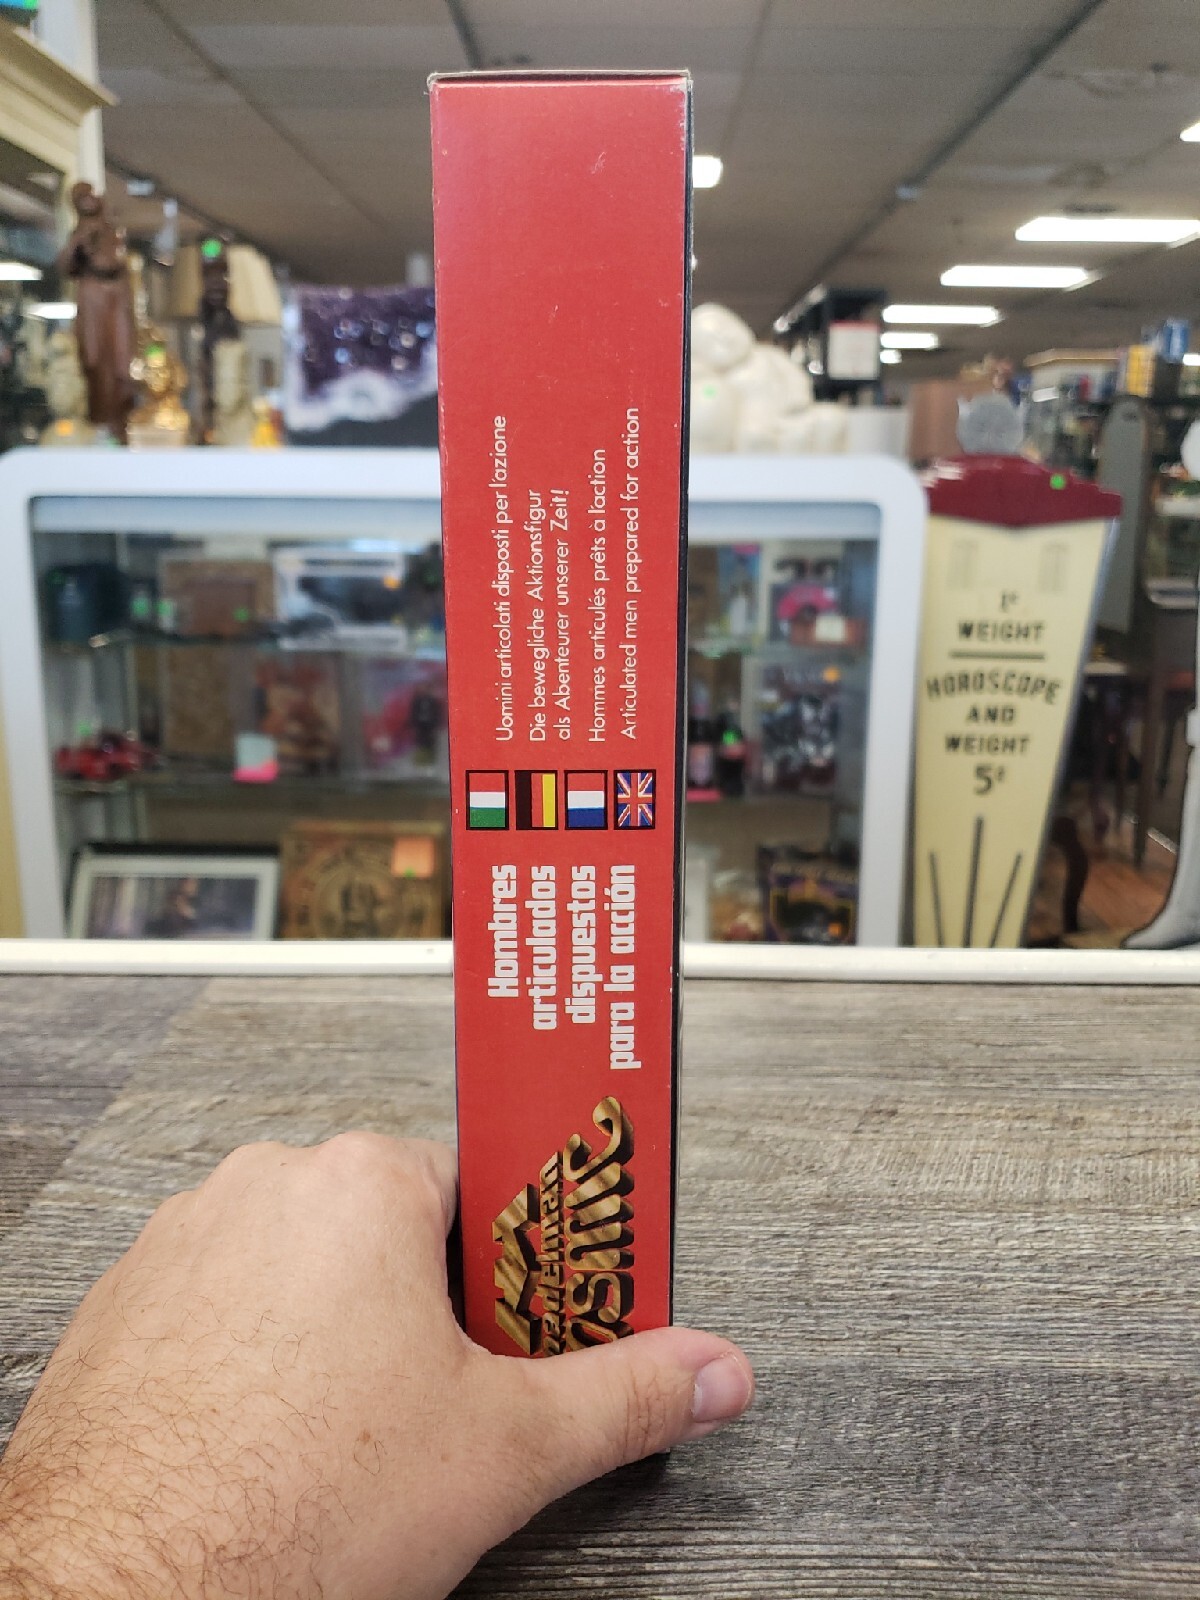 Uomini articolati disposti per l'azione
Die bewegliche Aktionsfigur
als Abenteurer unserer Zeit!
Hommes articulés prêts à l'action
Articulated men prepared for action
Hombres
articulados
dispuestos
para la acción
madelman
1¢
WEIGHT
HOROSCOPE
AND
WEIGHT
5¢